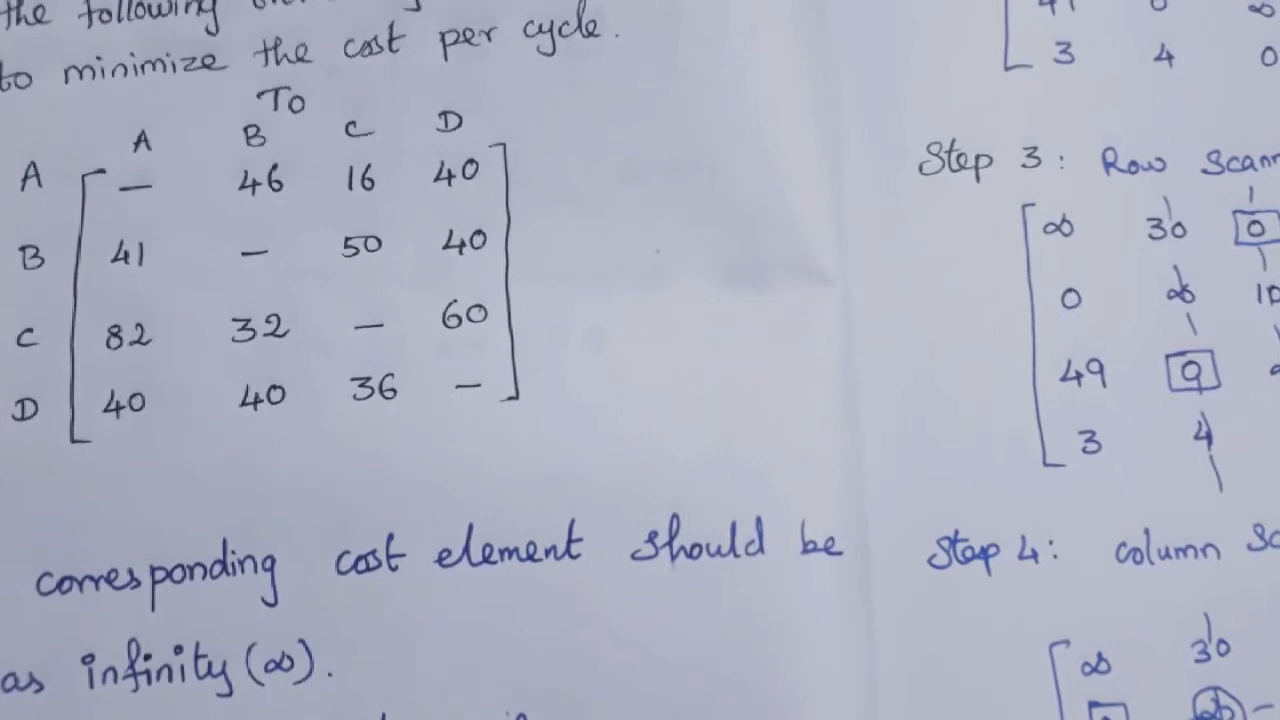 the following
to minimize the cost per cycle.
To
A B C D
A — 46 16 40
B 41 — 50 40
C 82 32 — 60
D 40 40 36 —
corresponding cost element should be
as infinity (∞).
3 4 0
Step 3: Row
∞ 30 0
0 ∞
49 0
3 4
Step 4: column
∞ 30